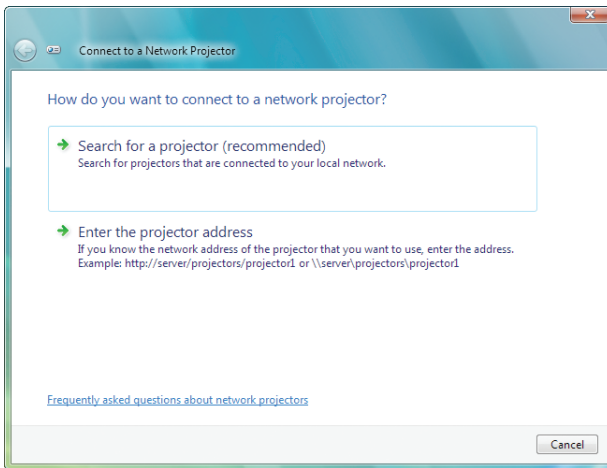 Connect to a Network Projector
How do you want to connect to a network projector?
Search for a projector (recommended)
Search for projectors that are connected to your local network.
Enter the projector address
If you know the network address of the projector that you want to use, enter the address.
Example: http://server/projectors/projector1 or \\server\projectors\projector1
Frequently asked questions about network projectors
Cancel